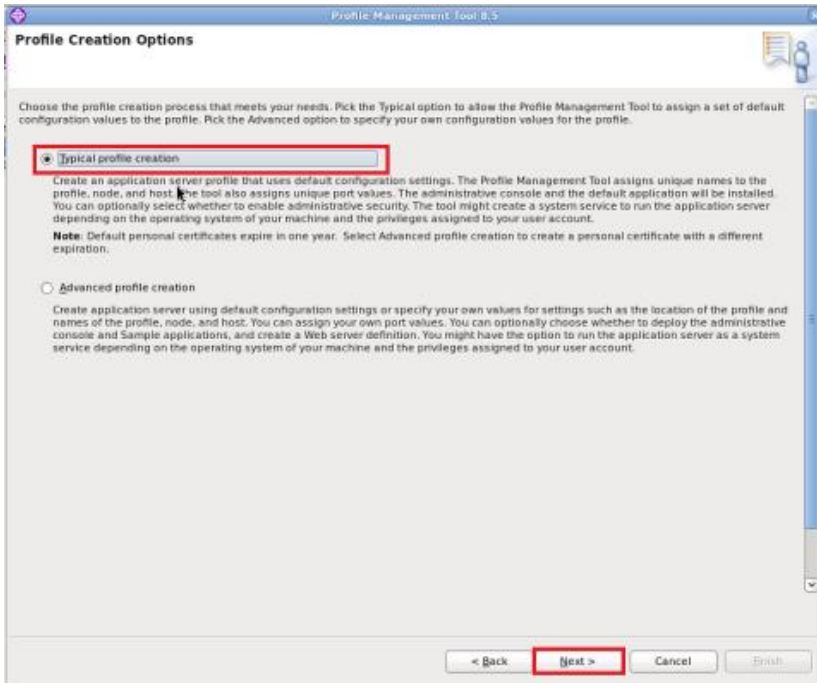 Profile Management Tool 8.5
Profile Creation Options
Choose the profile creation process that meets your needs. Pick the Typical option to allow the Profile Management Tool to assign a set of default
configuration values to the profile. Pick the Advanced option to specify your own configuration values for the profile.
Typical profile creation
Create an application server profile that uses default configuration settings. The Profile Management Tool assigns unique names to the
profile, node, and host. The tool also assigns unique port values. The administrative console and the default application will be installed.
You can optionally select whether to enable administrative security. The tool might create a system service to run the application server
depending on the operating system of your machine and the privileges assigned to your user account.
Note: Default personal certificates expire in one year. Select Advanced profile creation to create a personal certificate with a different
expiration.
Advanced profile creation
Create application server using default configuration settings or specify your own values for settings such as the location of the profile and
names of the profile, node, and host. You can assign your own port values. You can optionally choose whether to deploy the administrative
console and Sample applications, and create a Web server definition. You might have the option to run the application server as a system
service depending on the operating system of your machine and the privileges assigned to your user account.
< Back Next > Cancel Finish